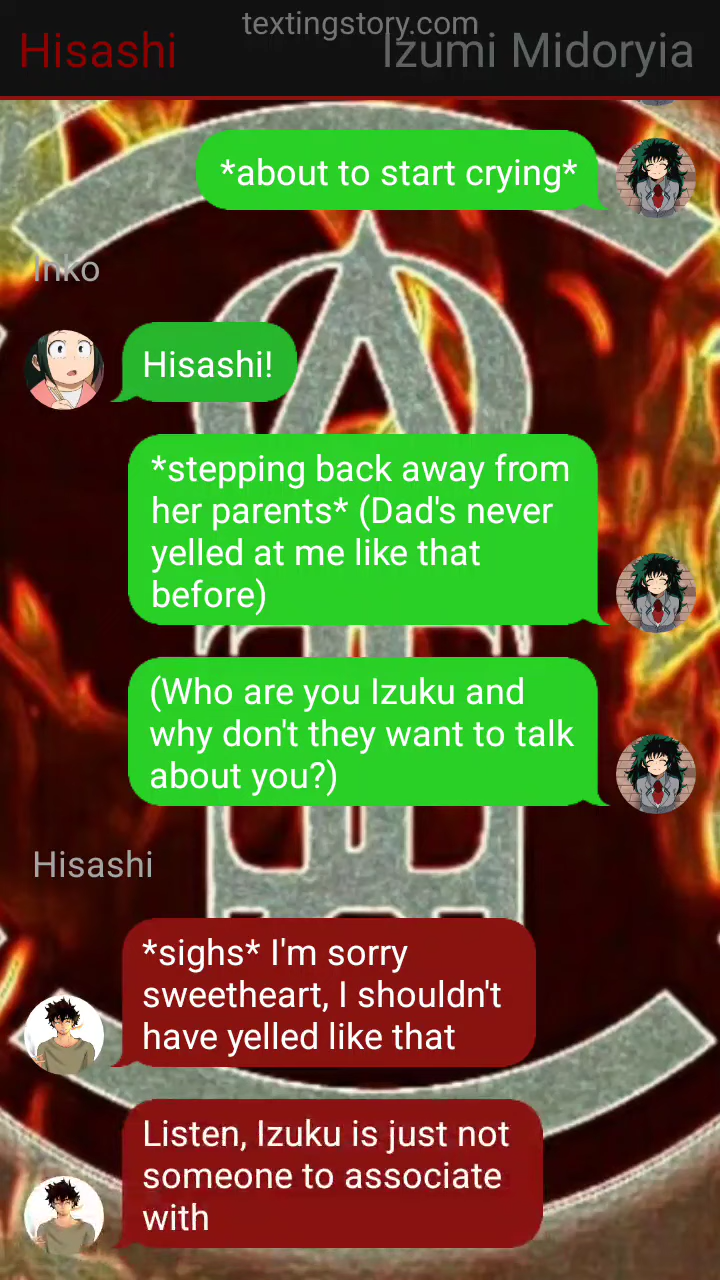 textingstory.com
Hisashi
Izumi Midoryia
*about to start crying*
Inko
Hisashi!
*stepping back away from
her parents* (Dad's never
yelled at me like that
before)
(Who are you Izuku and
why don't they want to talk
about you?)
Hisashi
*sighs* I'm sorry
sweetheart, I shouldn't
have yelled like that
Listen, Izuku is just not
someone to associate
with